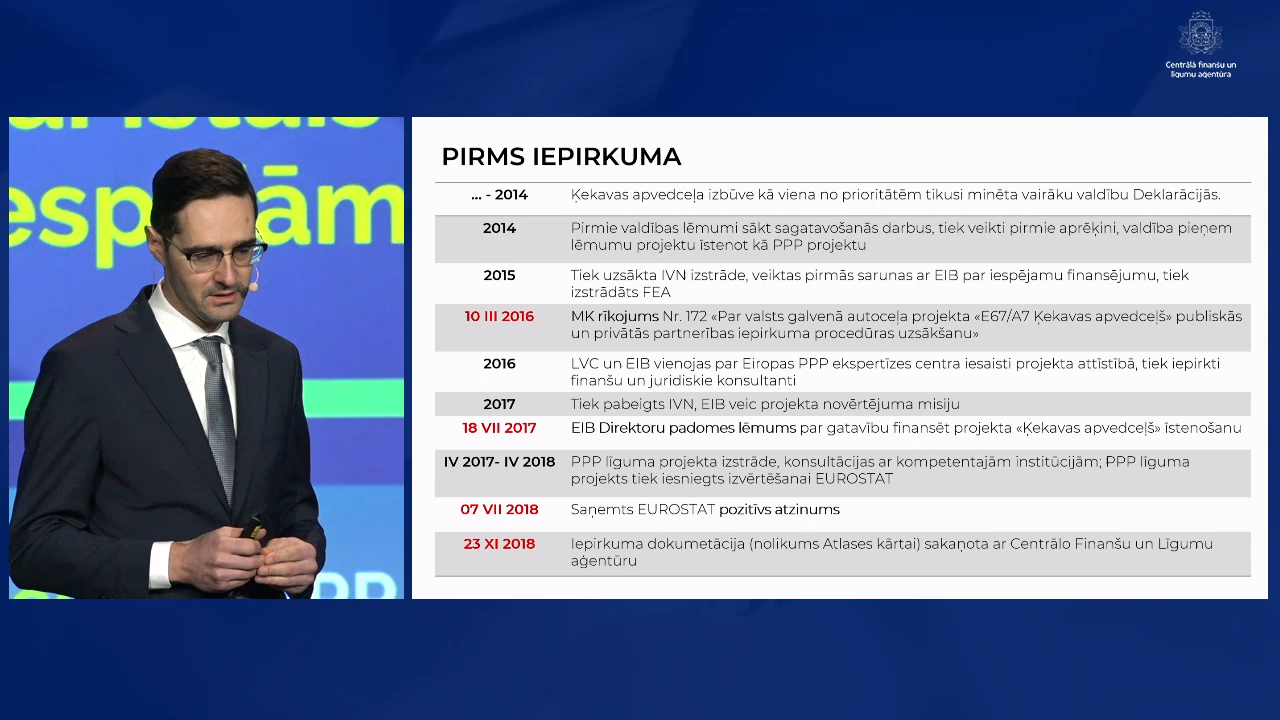 Centrālā finanšu un
līgumu aģentūra
espējām
PP
PIRMS IEPIRKUMA
... - 2014 Ķekavas apvedceļa izbūve kā viena no prioritātēm tikusi minēta vairāku valdību Deklarācijās.
2014 Pirmie valdības lēmumi sākt sagatavošanās darbus, tiek veikti pirmie aprēķini, valdība pieņem
lēmumu projektu īstenot kā PPP projektu
2015 Tiek uzsākta IVN izstrāde, veiktas pirmās sarunas ar EIB par iespējamu finansējumu, tiek
izstrādāts FEA
10 III 2016 MK rīkojums Nr. 172 «Par valsts galvenā autoceļa projekta «E67/A7 Ķekavas apvedceļš» publiskās
un privātās partnerības iepirkuma procedūras uzsākšanu»
2016 LVC un EIB vienojas par Eiropas PPP ekspertīzes centra iesaisti projekta attīstībā, tiek iepirkti
finanšu un juridiskie konsultanti
2017 Tiek pabeigts IVN, EIB sāk projekta izvērtējuma misiju
18 VII 2017 EIB Direktoru padomes lēmums par gatavību finansēt projekta «Ķekavas apvedceļš» īstenošanu
IV 2017- IV 2018 PPP līguma projekta izstrāde, konsultācijas ar kompetentajām institūcijām, PPP līguma
projekts tiek iesniegts izvērtēšanai EUROSTAT
07 VII 2018 Saņemts EUROSTAT pozitīvs atzinums
23 XI 2018 Iepirkuma dokumetācija (nolikums Atlases kārtai) sakaņota ar Centrālo Finanšu un Līgumu
aģentūru